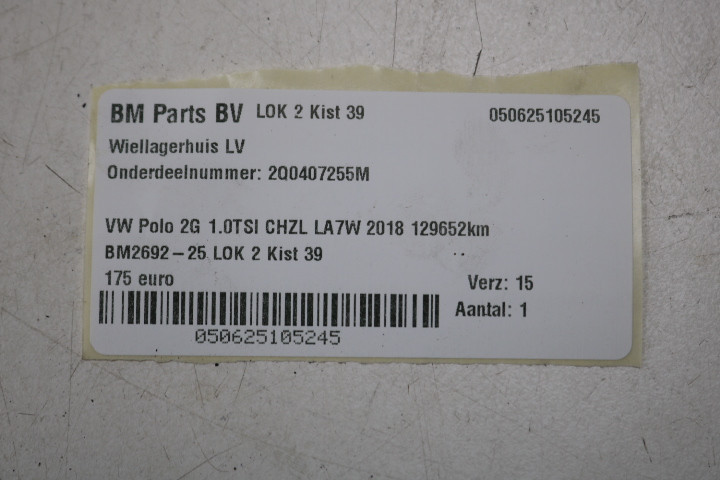 BM Parts BV LOK 2 Kist 39 050625105245
Wiellagerhuis LV
Onderdeelnummer: 2Q0407255M
VW Polo 2G 1.0TSI CHZL LA7W 2018 129652km
BM2692-25 LOK 2 Kist 39
175 euro Verz: 15
Aantal: 1
050625105245